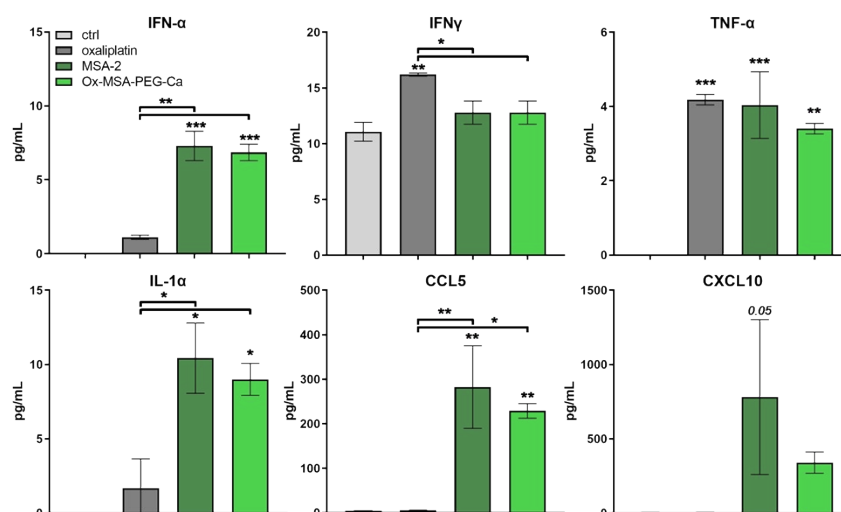 IFN-α
15
10
5
0
pg/mL
ctrl
oxaliplatin
MSA-2
Ox-MSA-PEG-Ca
**
***
***
IFNγ
20
15
10
5
0
pg/mL
*
**
TNF-α
6
4
2
0
pg/mL
***
***
**
IL-1α
15
10
5
0
pg/mL
*
*
*
CCL5
500
400
300
200
100
0
pg/mL
**
*
**
**
CXCL10
1500
1000
500
0
pg/mL
0.05